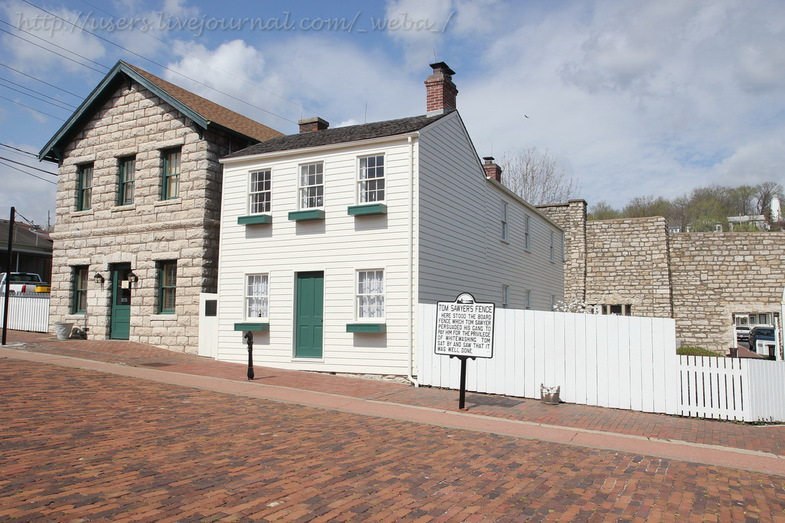 http://users.livejournal.com/_weba_/
TOM SAWYER'S FENCE
HERE STOOD THE BOARD
FENCE WHICH TOM SAWYER
PERSUADED HIS GANG TO
PAY HIM FOR THE PRIVILEGE
OF WHITEWASHING. TOM
SAT BY AND SAW THAT IT
WAS WELL DONE.